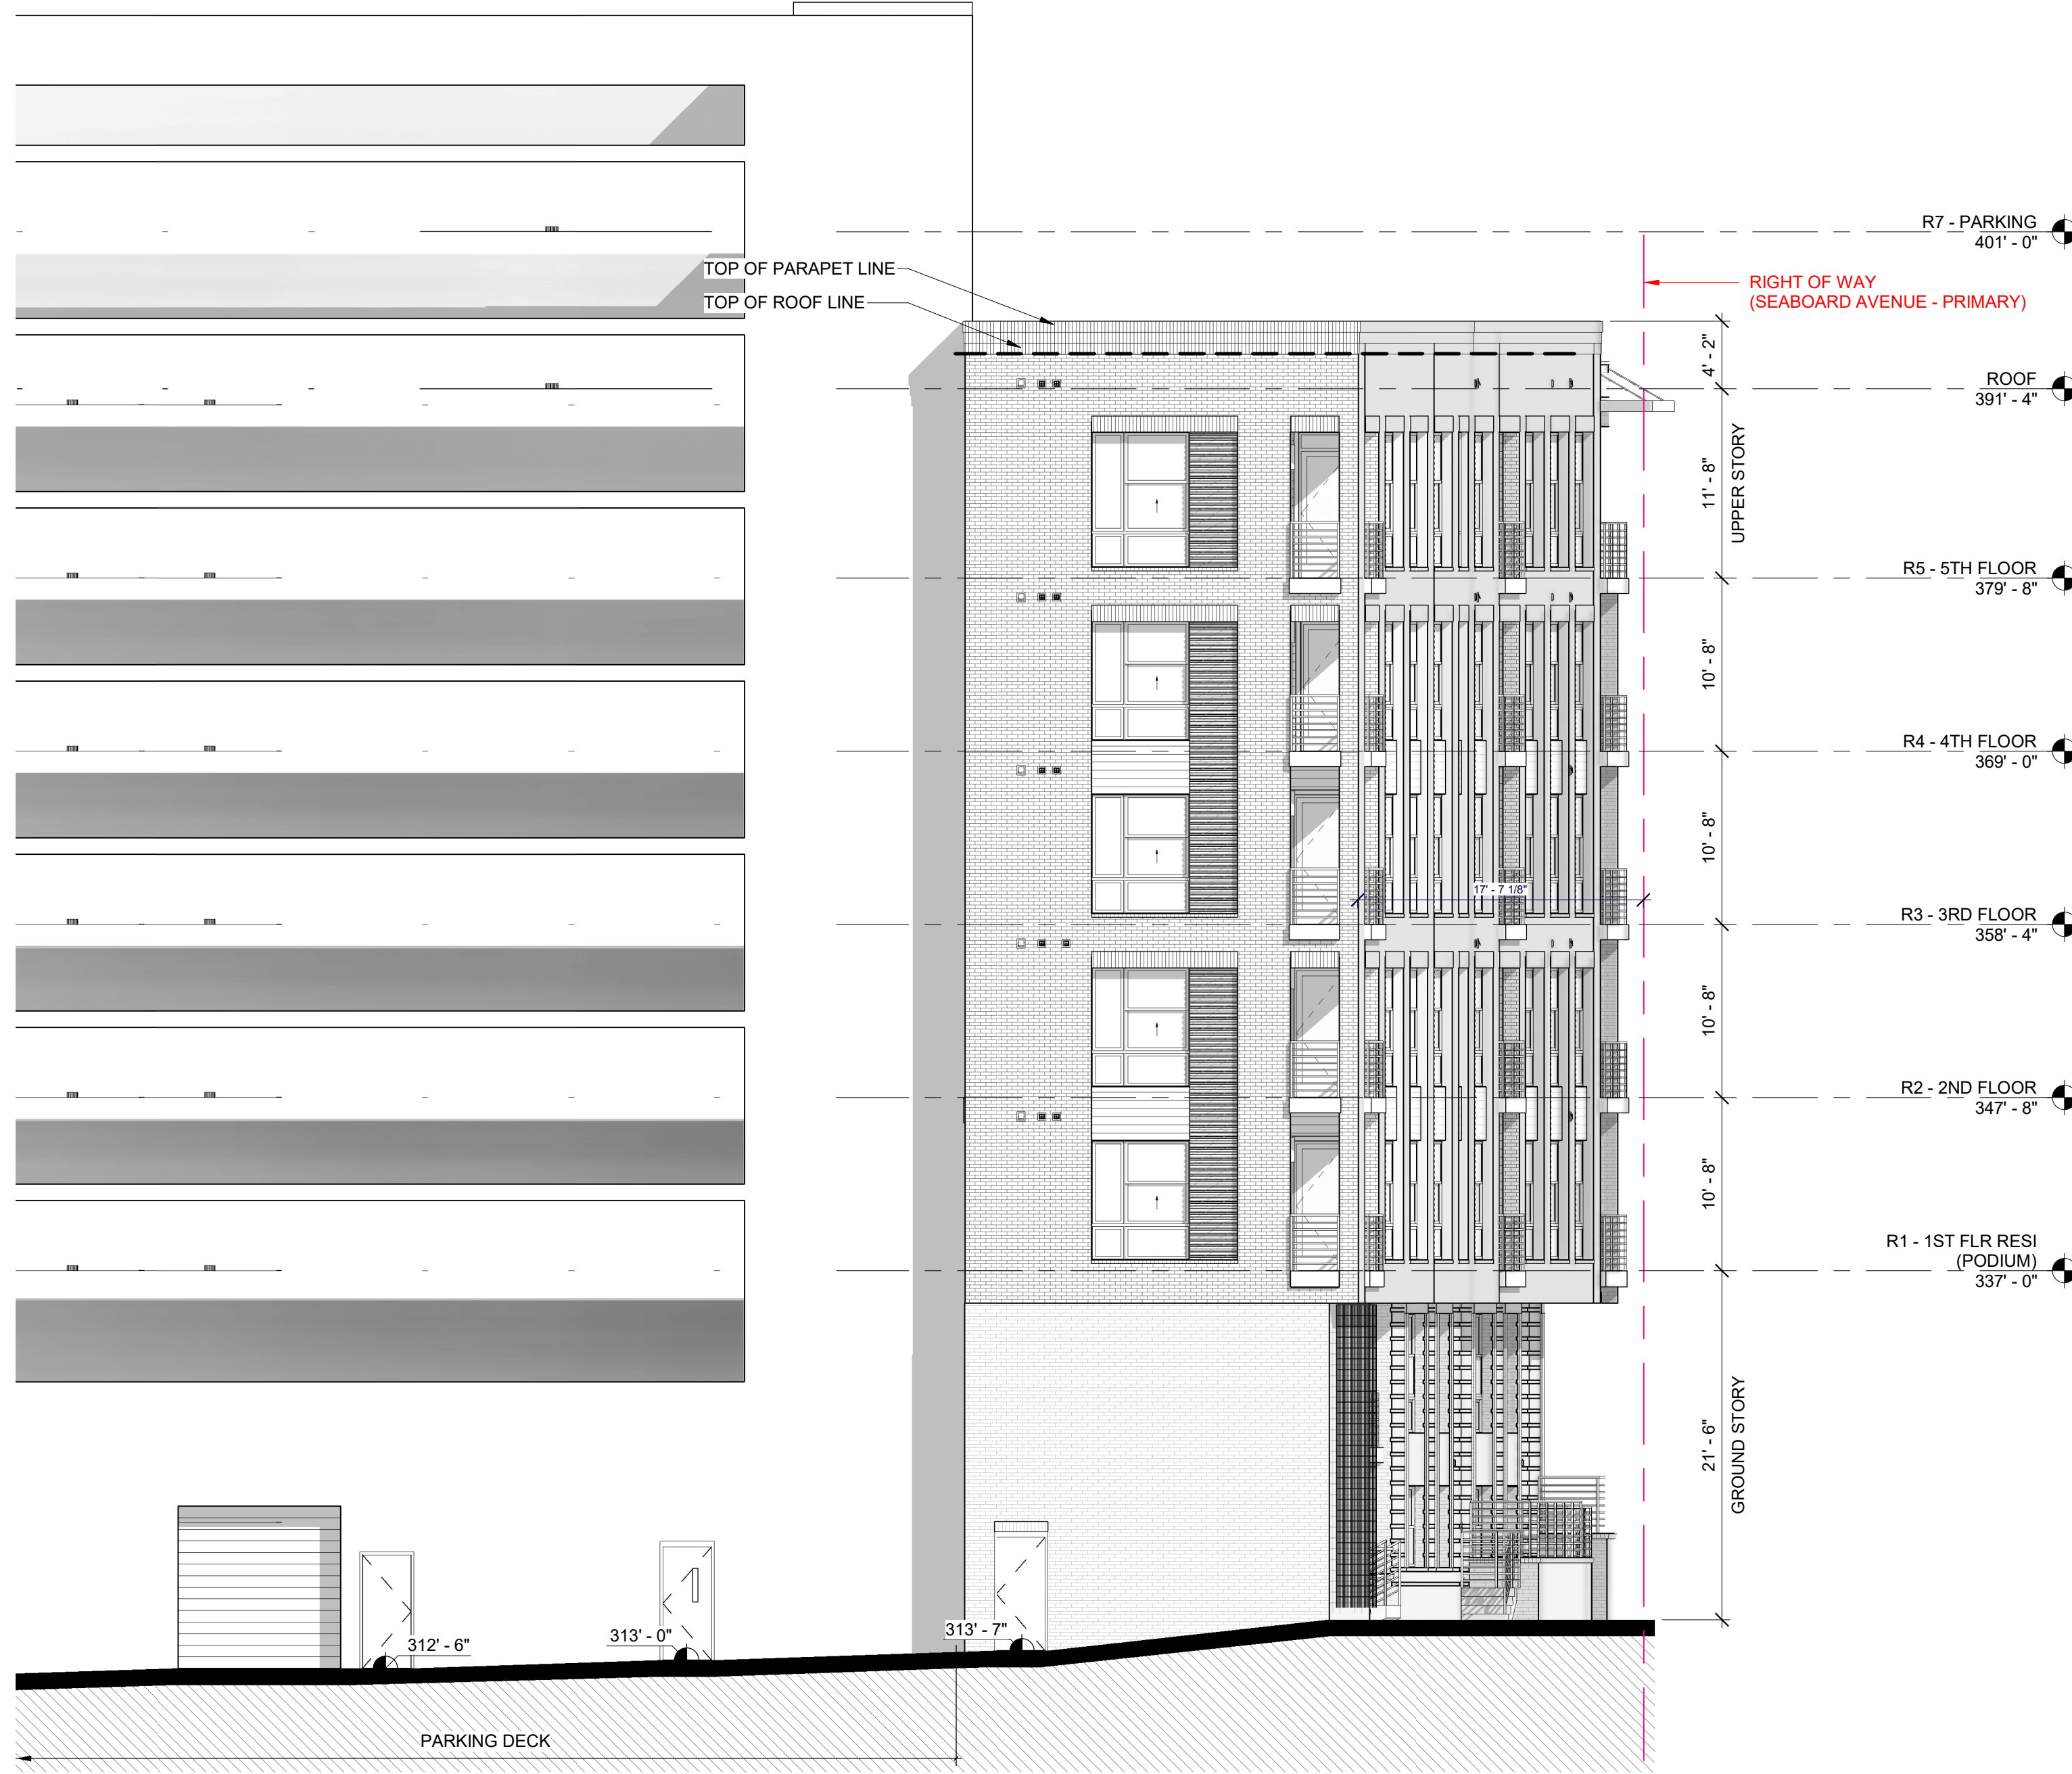 R7 - PARKING
401' - 0"
TOP OF PARAPET LINE
RIGHT OF WAY
(SEABOARD AVENUE - PRIMARY)
TOP OF ROOF LINE
4' - 2"
ROOF
391' - 4"
11' - 8"
UPPER STORY
R5 - 5TH FLOOR
379' - 8"
10' - 8"
R4 - 4TH FLOOR
369' - 0"
10' - 8"
17' - 7 1/8"
R3 - 3RD FLOOR
358' - 4"
10' - 8"
R2 - 2ND FLOOR
347' - 8"
10' - 8"
R1 - 1ST FLR RESI
(PODIUM)
337' - 0"
21' - 6"
GROUND STORY
312' - 6"
313' - 0"
313' - 7"
PARKING DECK